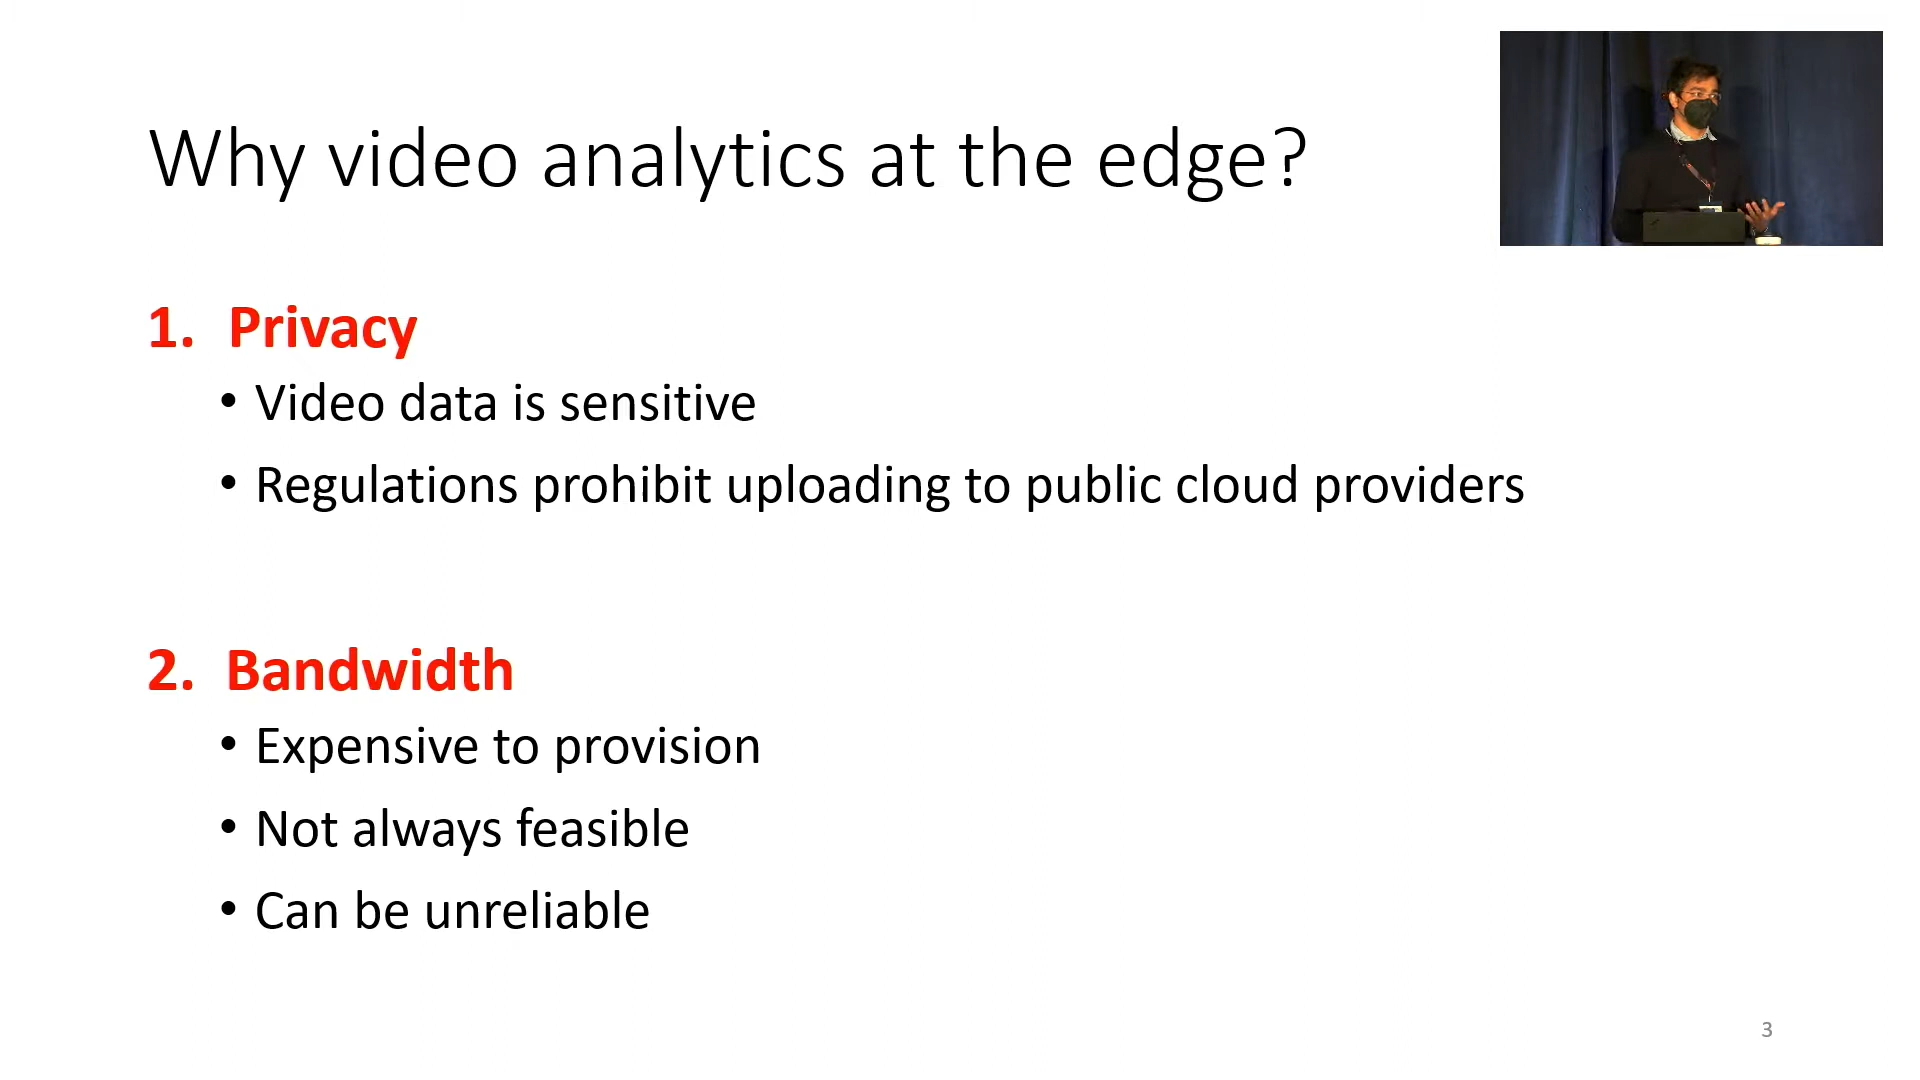 Why video analytics at the edge?
1. Privacy
• Video data is sensitive
• Regulations prohibit uploading to public cloud providers
2. Bandwidth
• Expensive to provision
• Not always feasible
• Can be unreliable
3